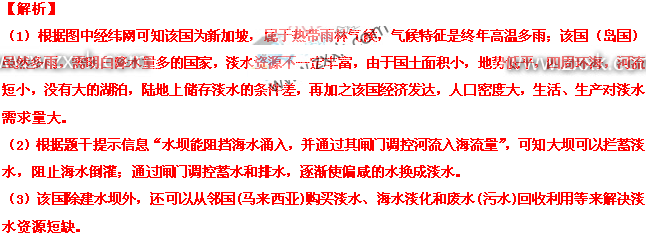 【解析】
（1）根据图中经纬网可知该国为新加坡，属于热带雨林气候，气候特征是终年高温多雨；该国（岛国）
虽然多雨，需明白降水量多的国家，淡水资源不一定丰富，由于国土面积小，地势低平，四周环海，河流
短小，没有大的湖泊，陆地上储存淡水的条件差，再加之该国经济发达，人口密度大，生活、生产对淡水
需求量大。
（2）根据题干提示信息“水坝能阻挡海水涌入，并通过其闸门调控河流入海流量”，可知大坝可以拦蓄淡
水，阻止海水倒灌；通过闸门调控蓄水和排水，逐渐使偏咸的水换成淡水。
（3）该国除建水坝外，还可以从邻国(马来西亚)购买淡水、海水淡化和废水(污水)回收利用等来解决淡
水资源短缺。